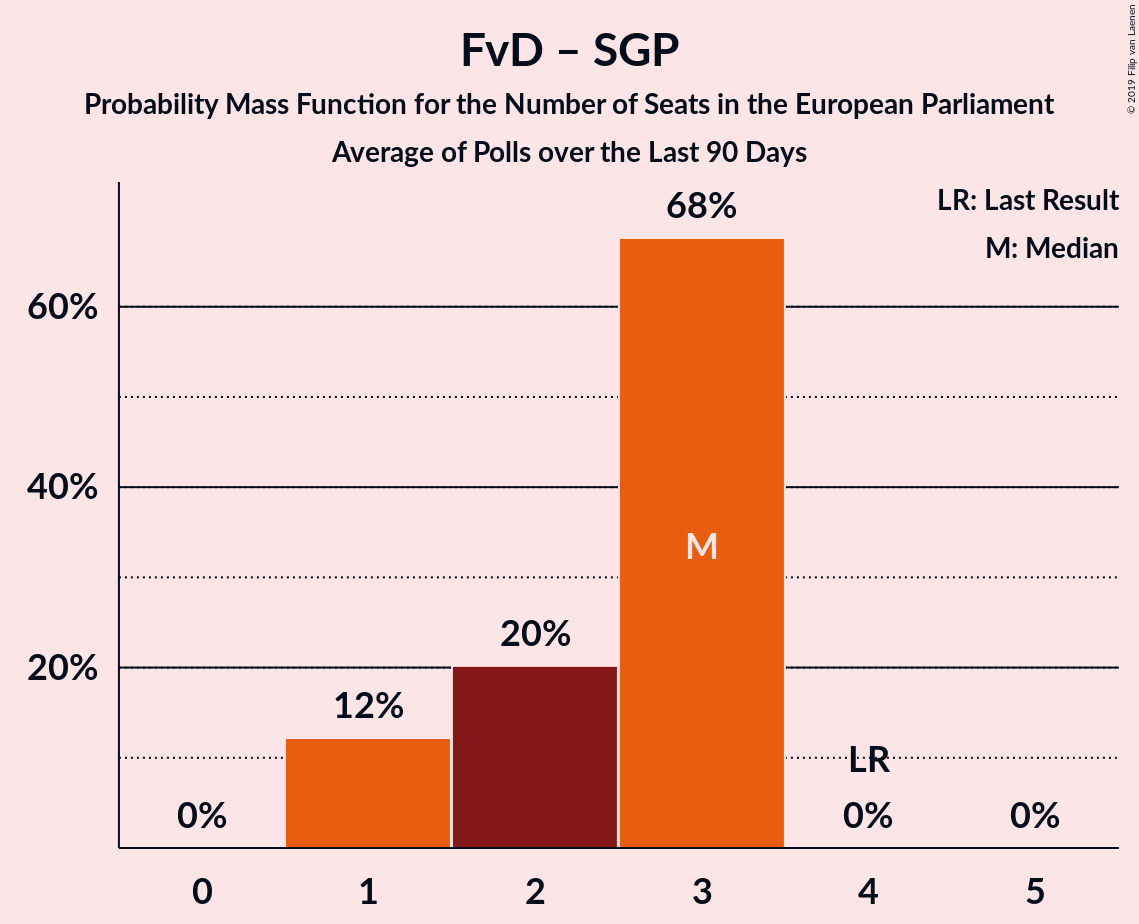 FvD – SGP
Probability Mass Function for the Number of Seats in the European Parliament
Average of Polls over the Last 90 Days
© 2019 Filip van Laenen
LR: Last Result
M: Median
68%
60%
40%
M
20%
20%
12%
LR
0%
0%
0%
0
1
2
3
4
5